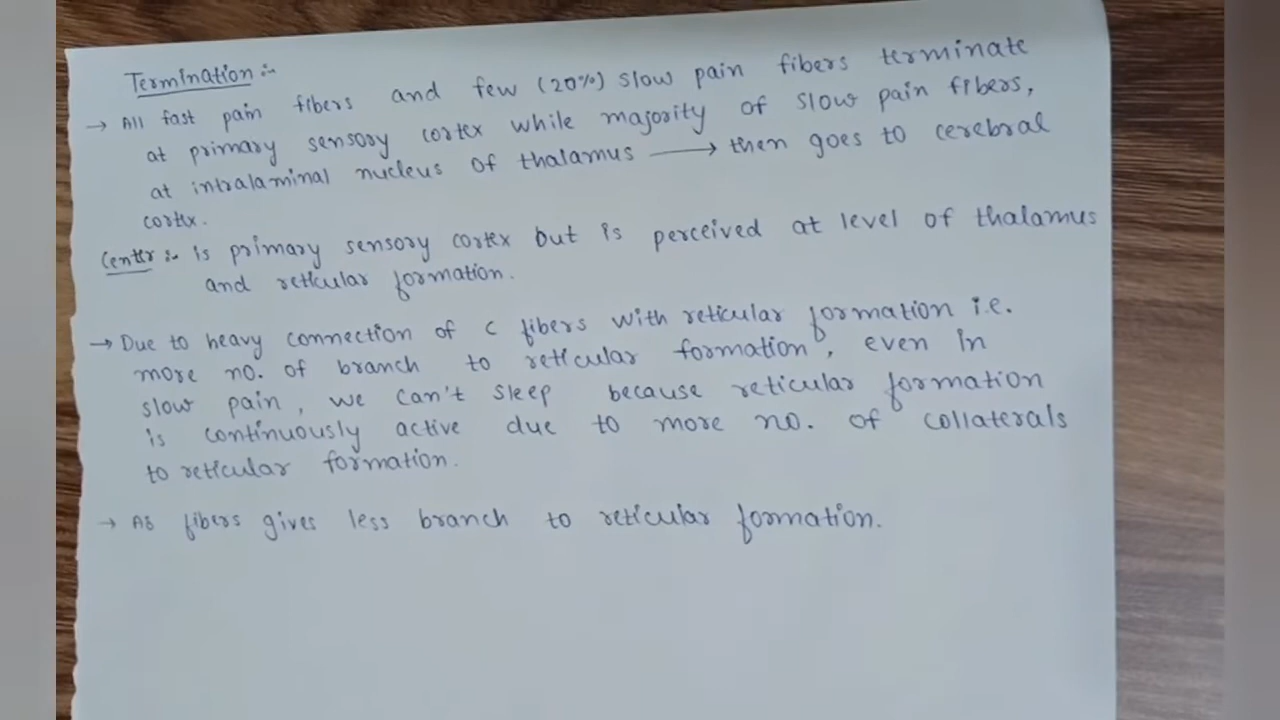 Termination :-
→ All fast pain fibers and few (20%) slow pain fibers terminate
at primary sensory cortex while majority of slow pain fibers,
at intralaminal nucleus of thalamus ⟶ then goes to cerebral
cortex.
Center :- is primary sensory cortex but is perceived at level of thalamus
and reticular formation.
→ Due to heavy connection of C fibers with reticular formation i.e.
more no. of branch to reticular formation, even in
slow pain, we can't sleep because reticular formation
is continuously active due to more no. of collaterals
to reticular formation.
→ Aδ fibers gives less branch to reticular formation.